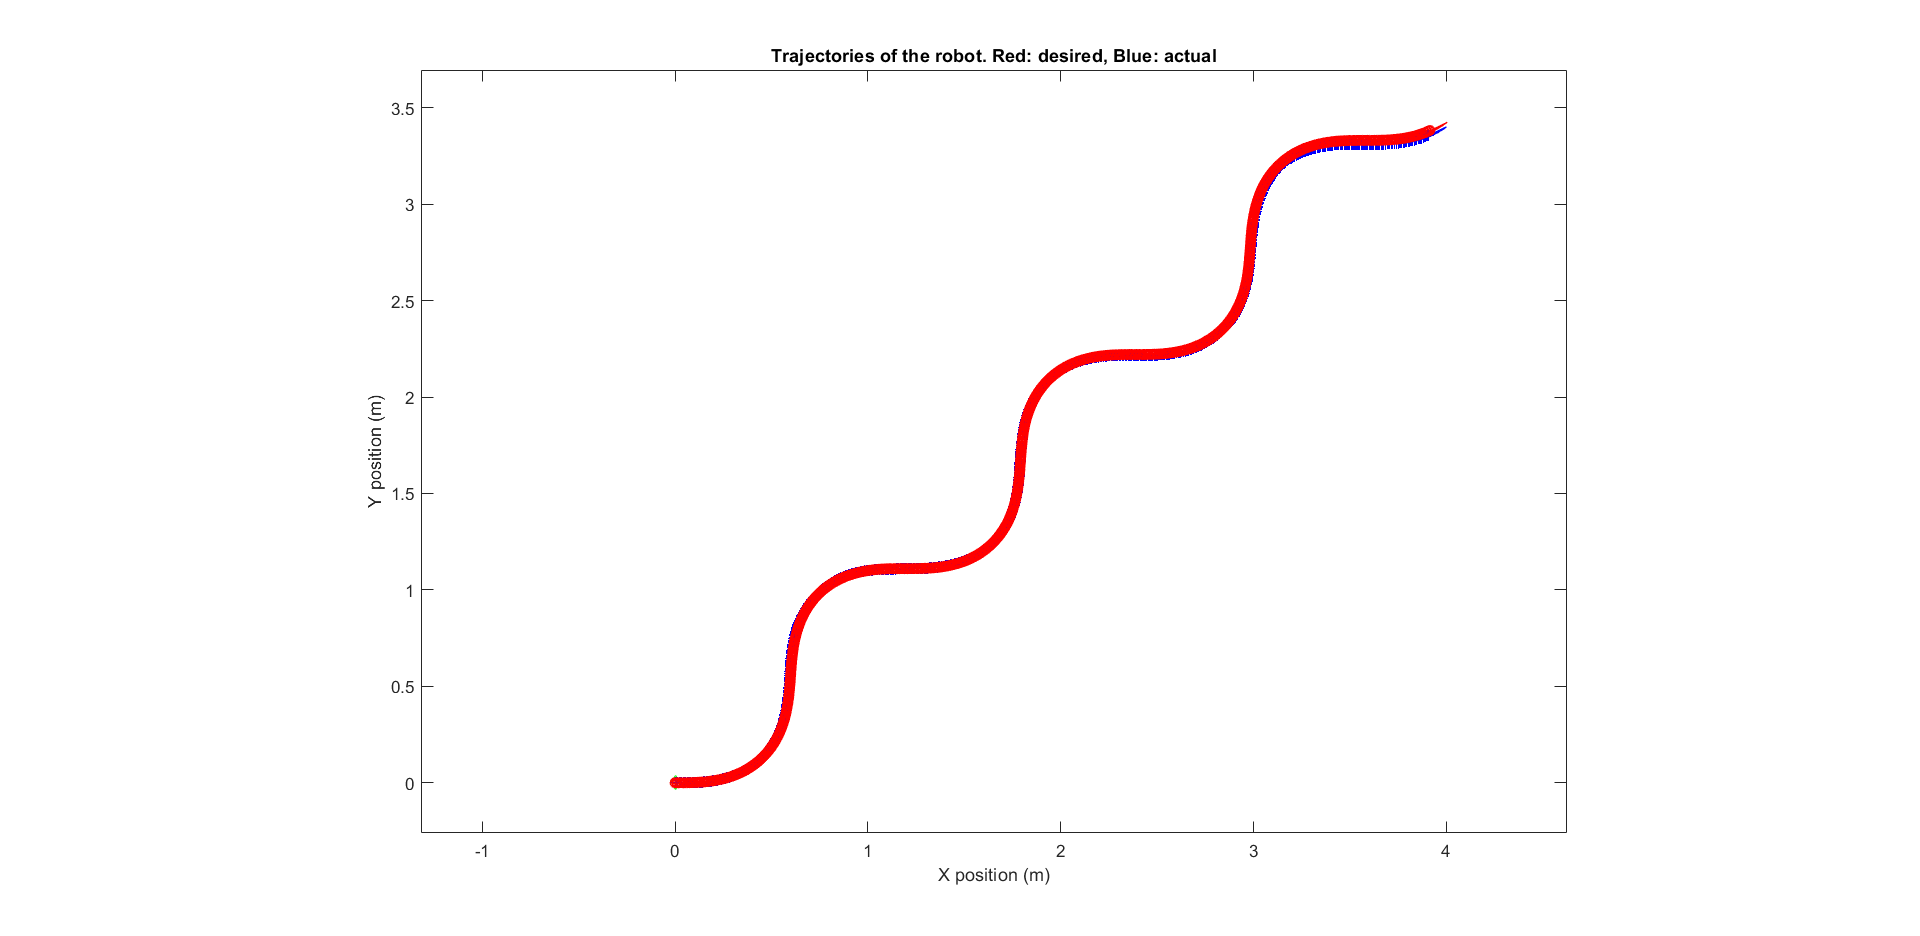 Trajectories of the robot. Red: desired, Blue: actual
3.5
3
2.5
2
1.5
1
0.5
0
Y position (m)
-1 0 1 2 3 4
X position (m)